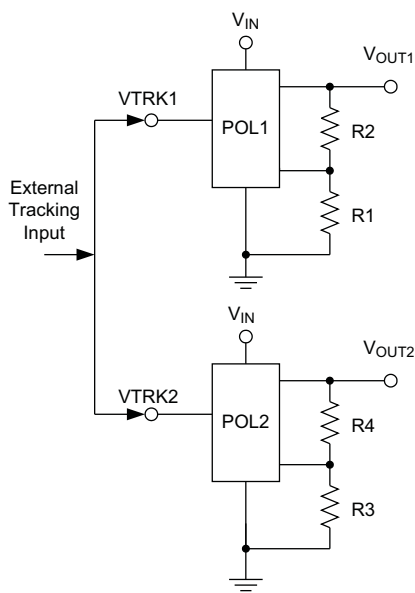 VIN
VOUT1
VTRK1
POL1
R2
External
Tracking
Input
R1
VIN
VOUT2
VTRK2
POL2
R4
R3